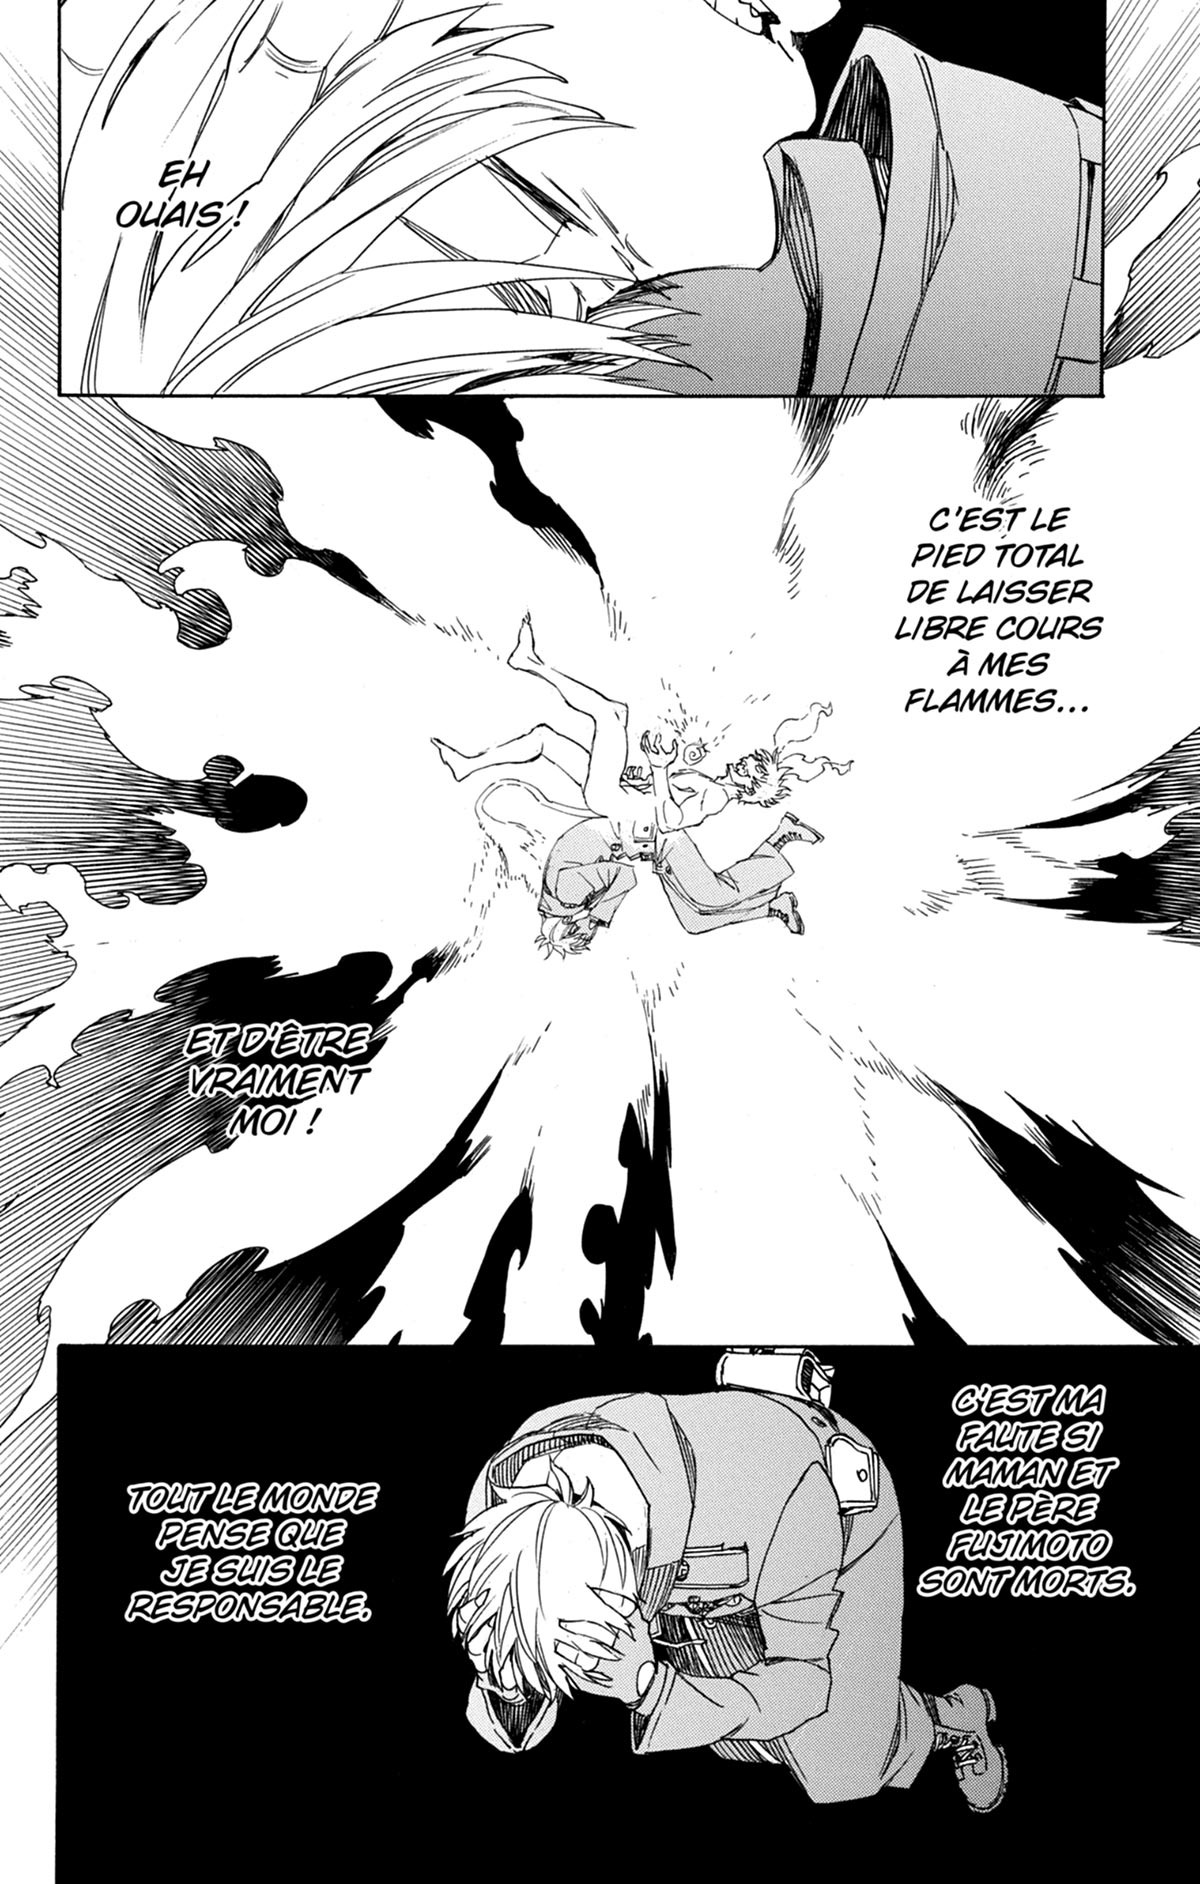 EH
OUAIS !
C'EST LE
PIED TOTAL
DE LAISSER
LIBRE COURS
À MES
FLAMMES...
ET D'ÊTRE
VRAIMENT
MOI !
C'EST MA
FAUTE SI
MAMAN ET
LE PÈRE
FUJIMOTO
SONT MORTS.
TOUT LE MONDE
PENSE QUE
JE SUIS LE
RESPONSABLE.